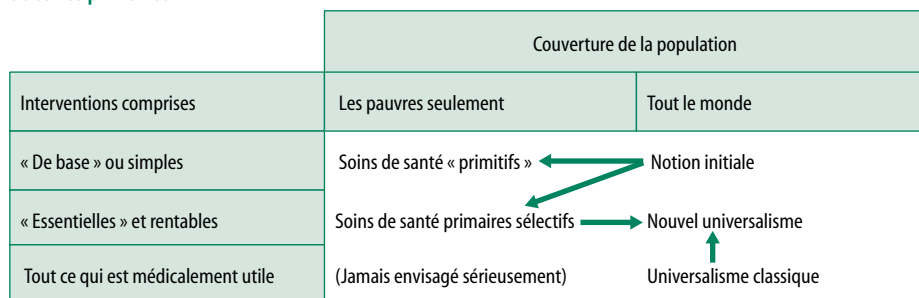 Couverture de la population
Interventions comprises Les pauvres seulement Tout le monde
« De base » ou simples Soins de santé « primitifs » Notion initiale
« Essentielles » et rentables Soins de santé primaires sélectifs Nouvel universalisme
Tout ce qui est médicalement utile (Jamais envisagé sérieusement) Universalisme classique